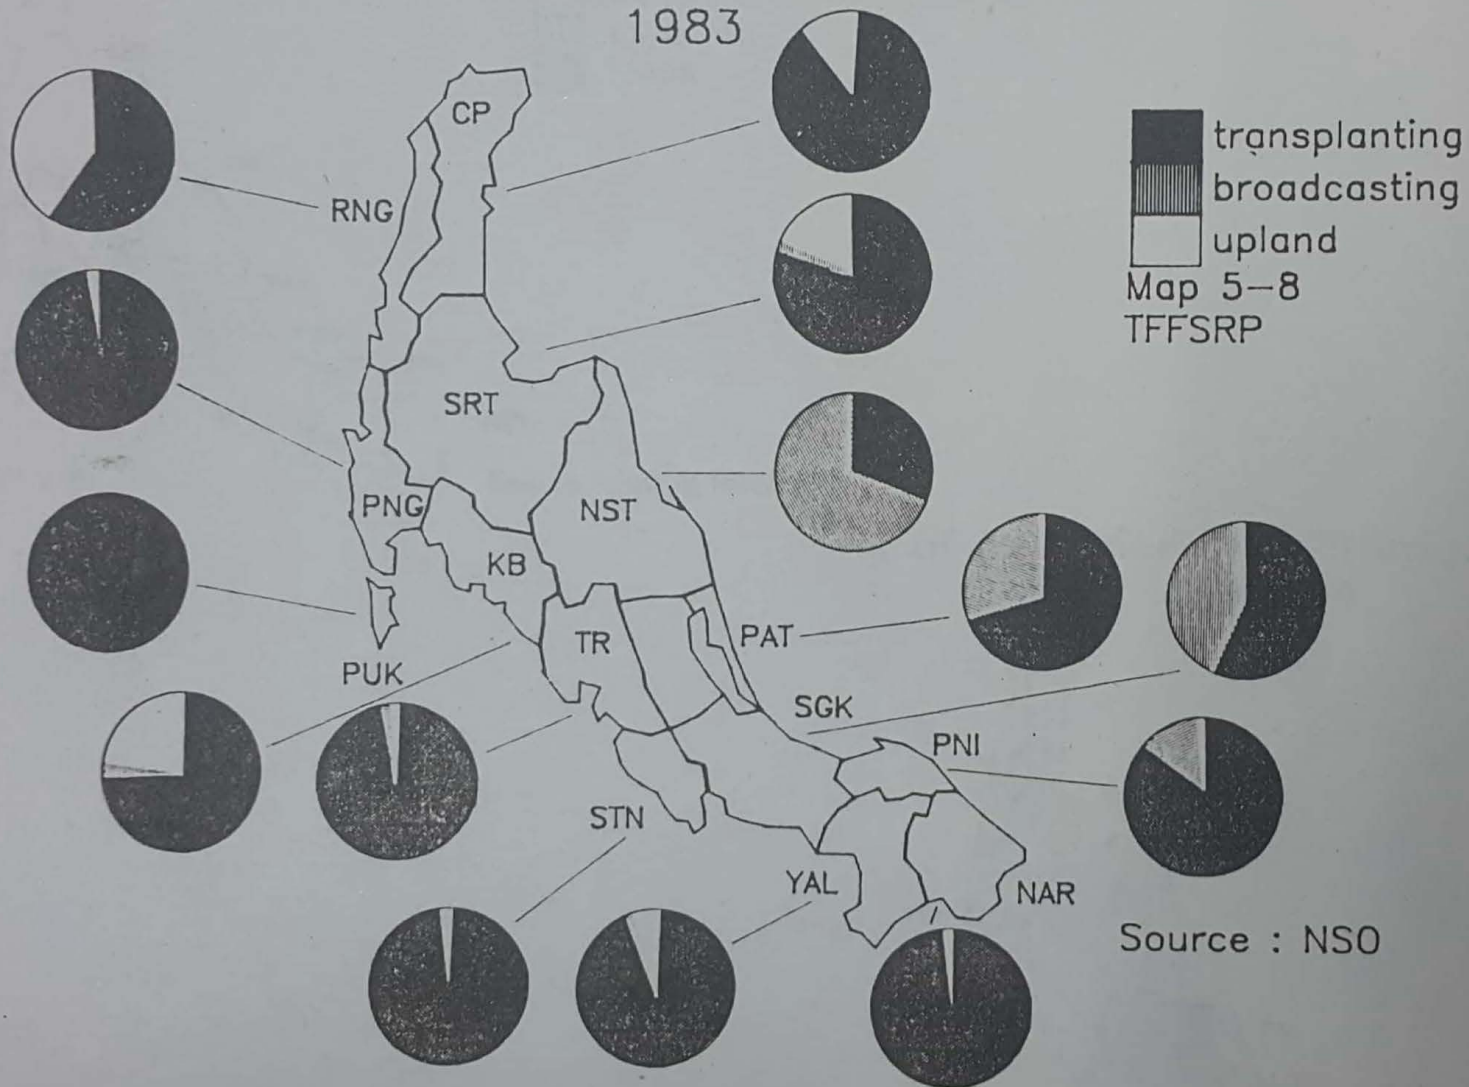 1983
CP
RNG
transplanting
broadcasting
upland
Map 5-8
TFFSRP
SRT
PNG
NST
KB
TR
PAT
PUK
SGK
PNI
STN
YAL
NAR
Source : NSO